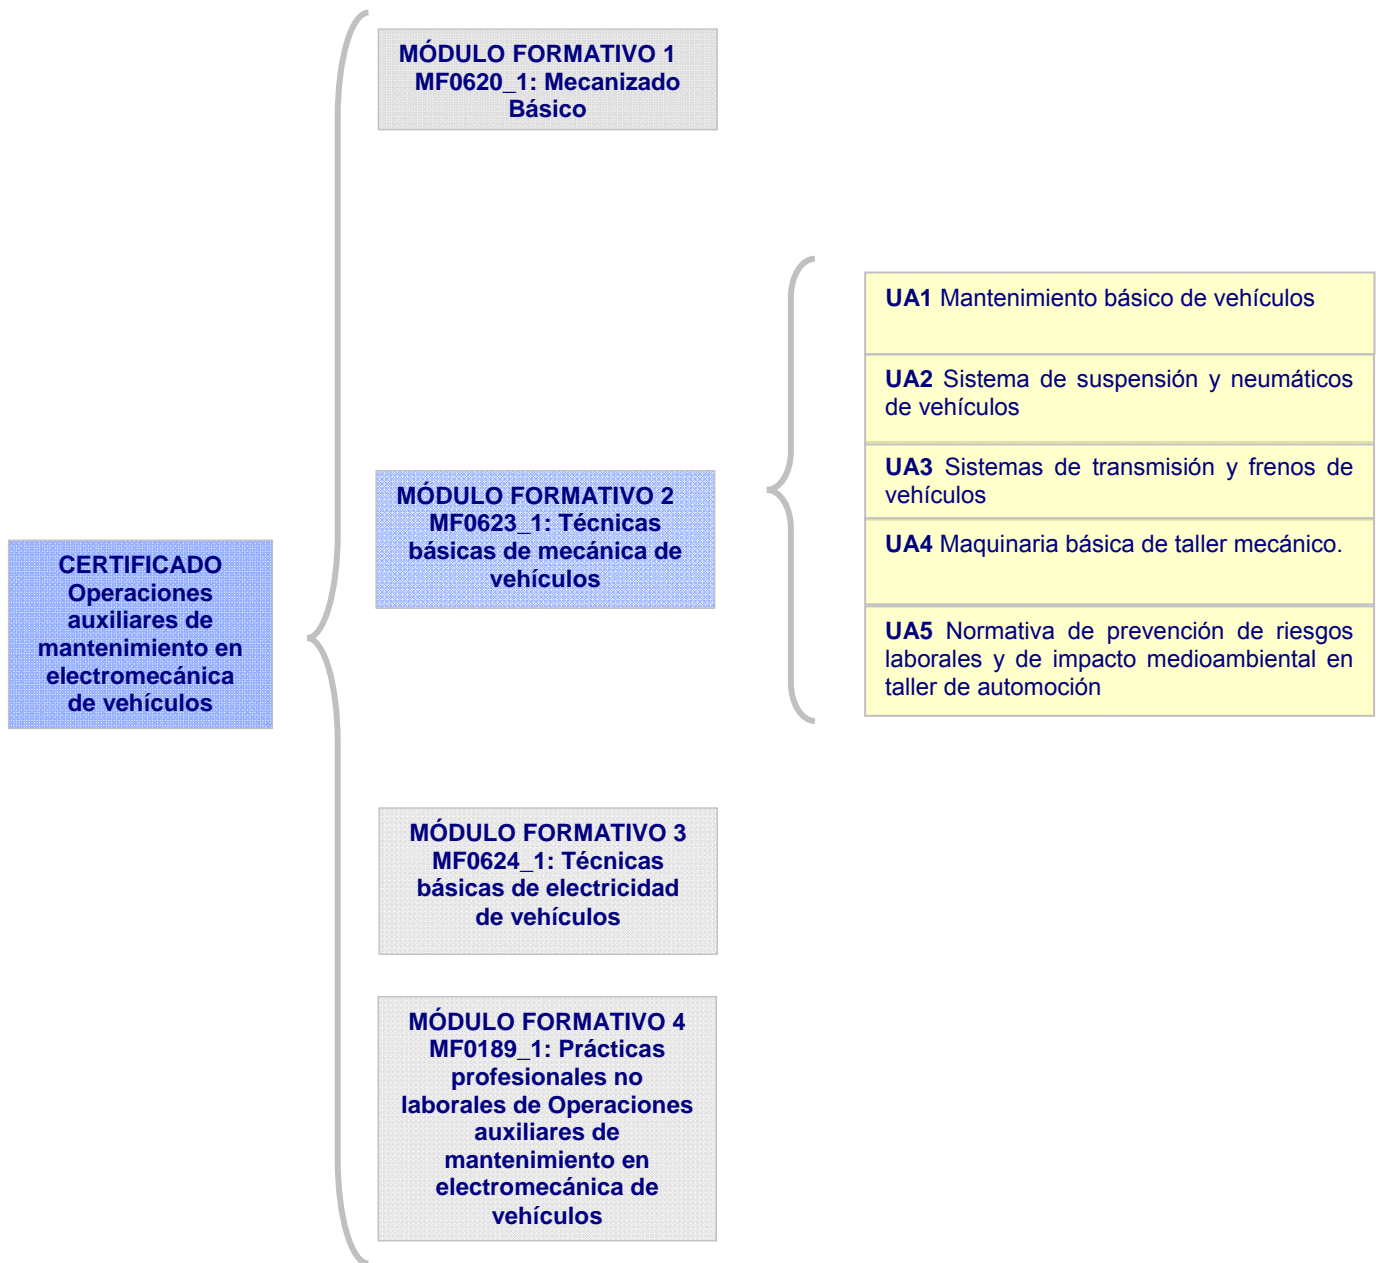 CERTIFICADO
Operaciones
auxiliares de
mantenimiento en
electromecánica
de vehículos
MÓDULO FORMATIVO 1
MF0620_1: Mecanizado
Básico
MÓDULO FORMATIVO 2
MF0623_1: Técnicas
básicas de mecánica de
vehículos
UA1 Mantenimiento básico de vehículos
UA2 Sistema de suspensión y neumáticos
de vehículos
UA3 Sistemas de transmisión y frenos de
vehículos
UA4 Maquinaria básica de taller mecánico.
UA5 Normativa de prevención de riesgos
laborales y de impacto medioambiental en
taller de automoción
MÓDULO FORMATIVO 3
MF0624_1: Técnicas
básicas de electricidad
de vehículos
MÓDULO FORMATIVO 4
MF0189_1: Prácticas
profesionales no
laborales de Operaciones
auxiliares de
mantenimiento en
electromecánica de
vehículos